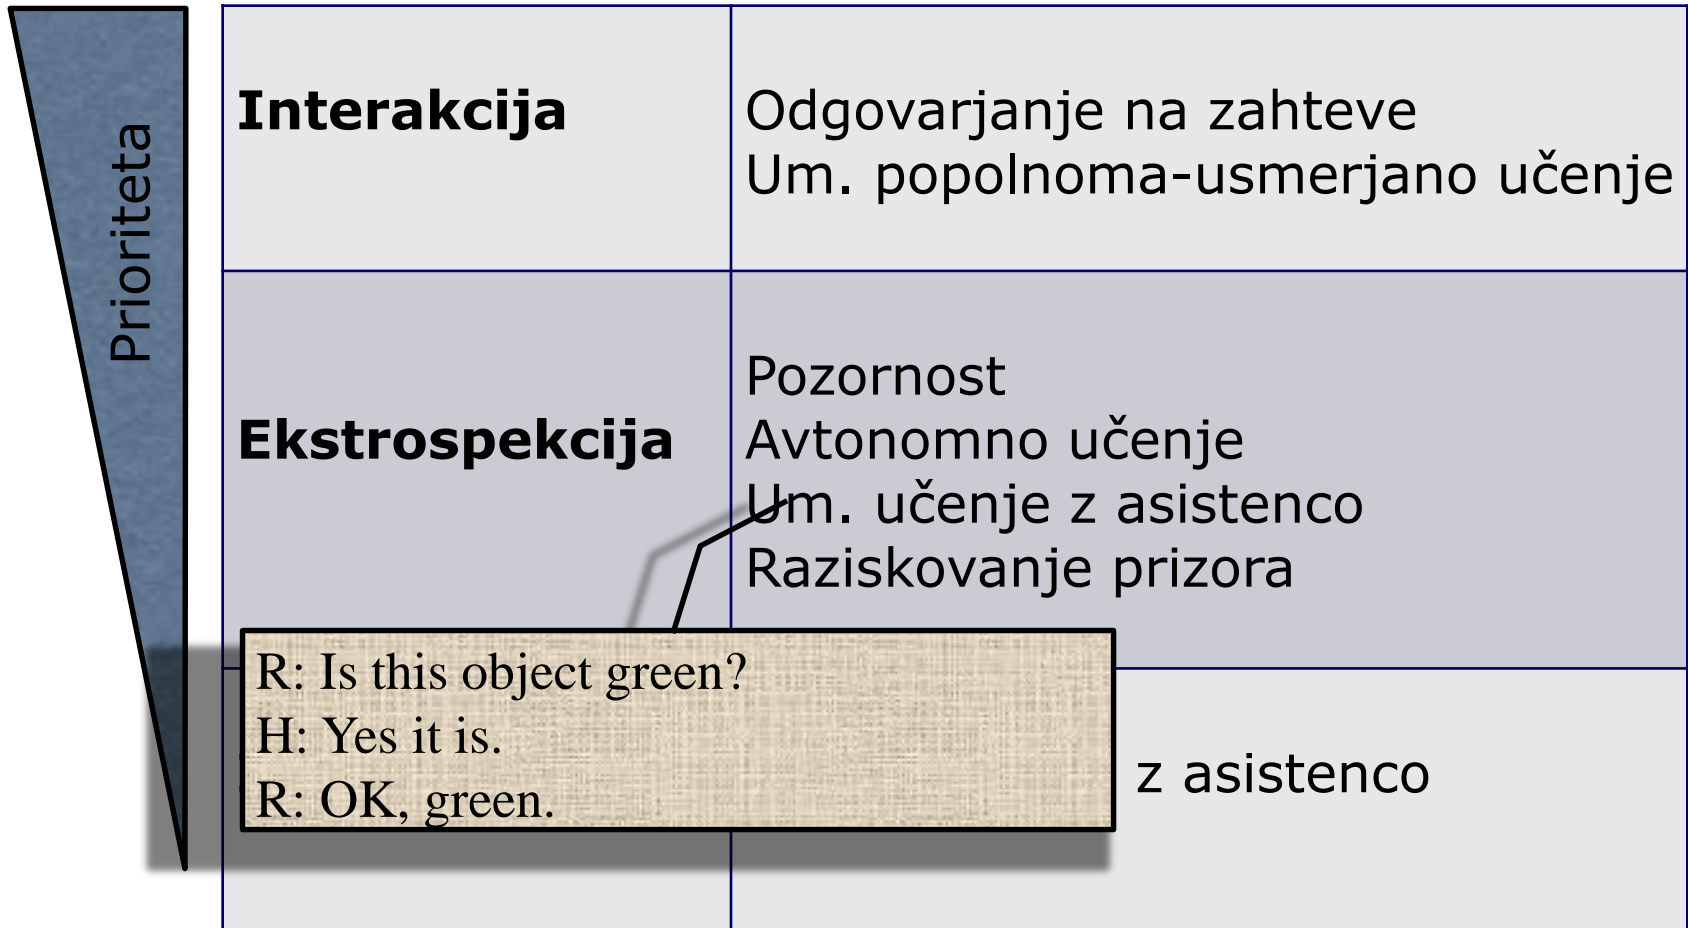 Prioriteta
Interakcija
Odgovarjanje na zahteve
Um. popolnoma-usmerjano učenje
Ekstrospekcija
Pozornost
Avtonomno učenje
Um. učenje z asistenco
Raziskovanje prizora
R: Is this object green?
H: Yes it is.
R: OK, green.
z asistenco